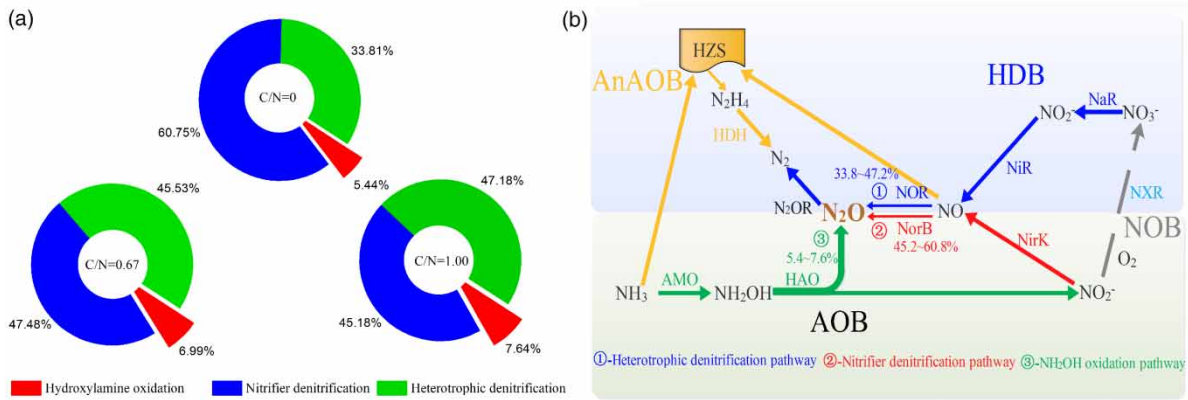 (a)
33.81%
C/N=0
60.75%
5.44%
45.53%
C/N=0.67
47.48%
6.99%
47.18%
C/N=1.00
45.18%
7.64%
Hydroxylamine oxidation
Nitrifier denitrification
Heterotrophic denitrification
(b)
HZS
AnAOB
HDB
N₂H₄
NO₂⁻
NaR
NO₃⁻
HDH
N₂
NiR
33.8~47.2%
NXR
① NOR
N₂OR
N₂O
NO
NOB
② NorB
NirK
45.2~60.8%
③
5.4~7.6%
O₂
AMO
HAO
NH₃
NH₂OH
NO₂⁻
AOB
①-Heterotrophic denitrification pathway ②-Nitrifier denitrification pathway ③-NH₂OH oxidation pathway